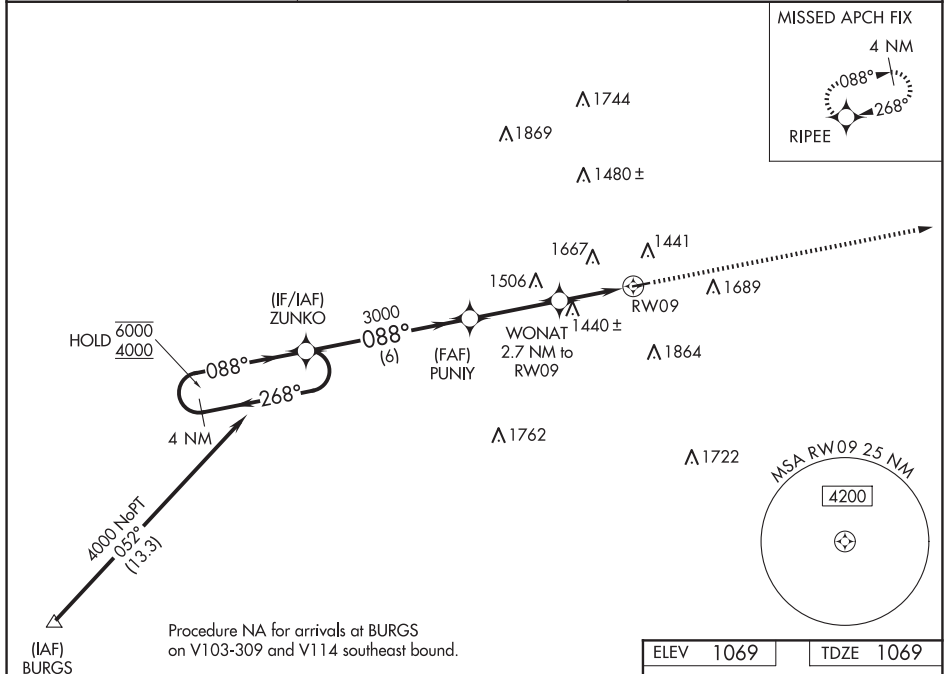 MISSED APCH FIX
4 NM
088°
268°
RIPEE
1744
1869
1480 ±
1667
1441
1506
1689
RW09
(IF/IAF)
ZUNKO
3000
088°
(6)
(FAF)
PUNIY
WONAT
2.7 NM to
RW09
1440 ±
1864
HOLD 6000
4000
088°
268°
4 NM
1762
1722
4000 NoPT
052°
(13.3)
MSA RW09 25 NM
4200
(IAF)
BURGS
Procedure NA for arrivals at BURGS
on V103-309 and V114 southeast bound.
ELEV 1069
TDZE 1069